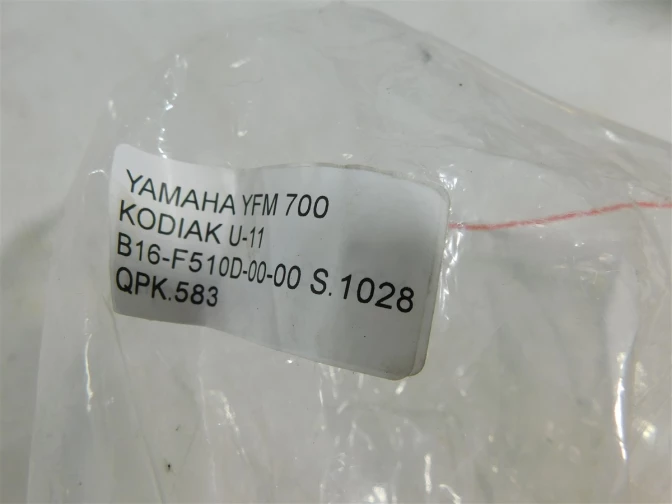 YAMAHA YFM 700
KODIAK U-11
B16-F510D-00-00 S.1028
QPK.583